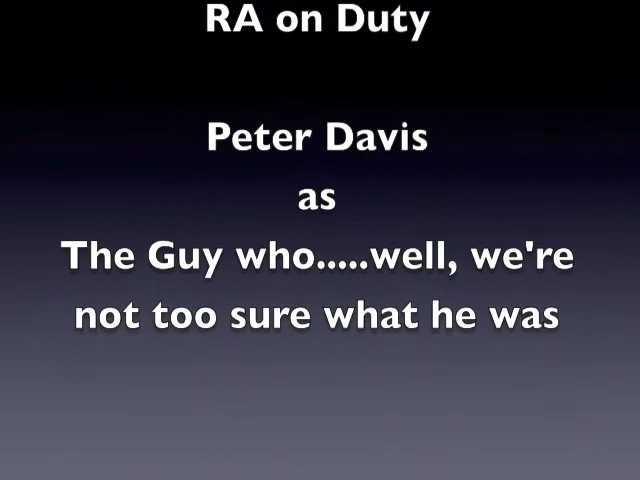 RA on Duty
Peter Davis
as
The Guy who.....well, we're
not too sure what he was